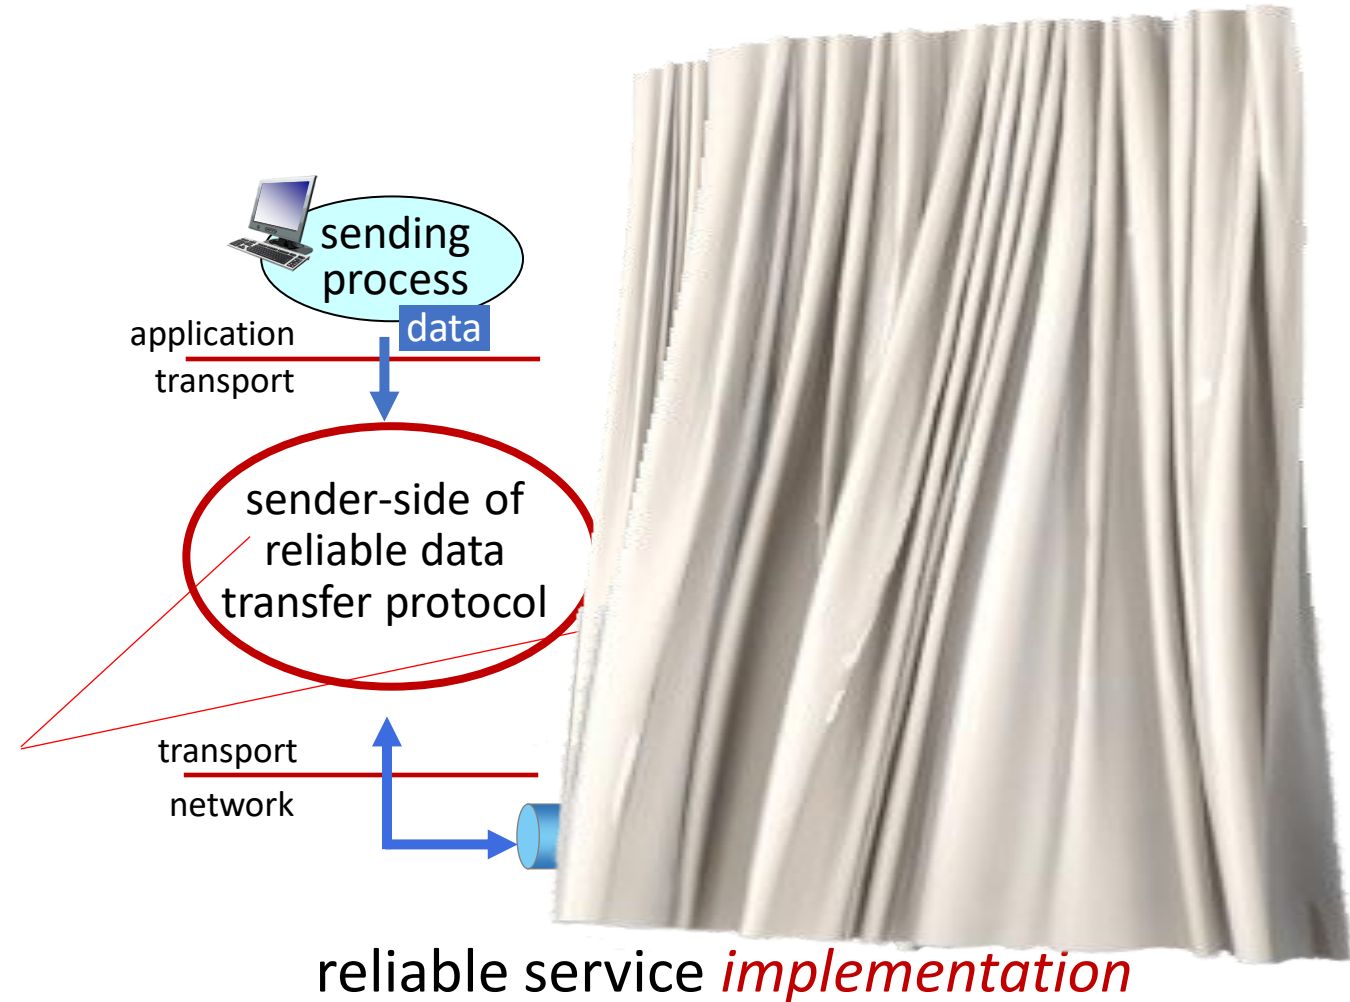 sending
process
data
application
transport
sender-side of
reliable data
transfer protocol
transport
network
reliable service implementation